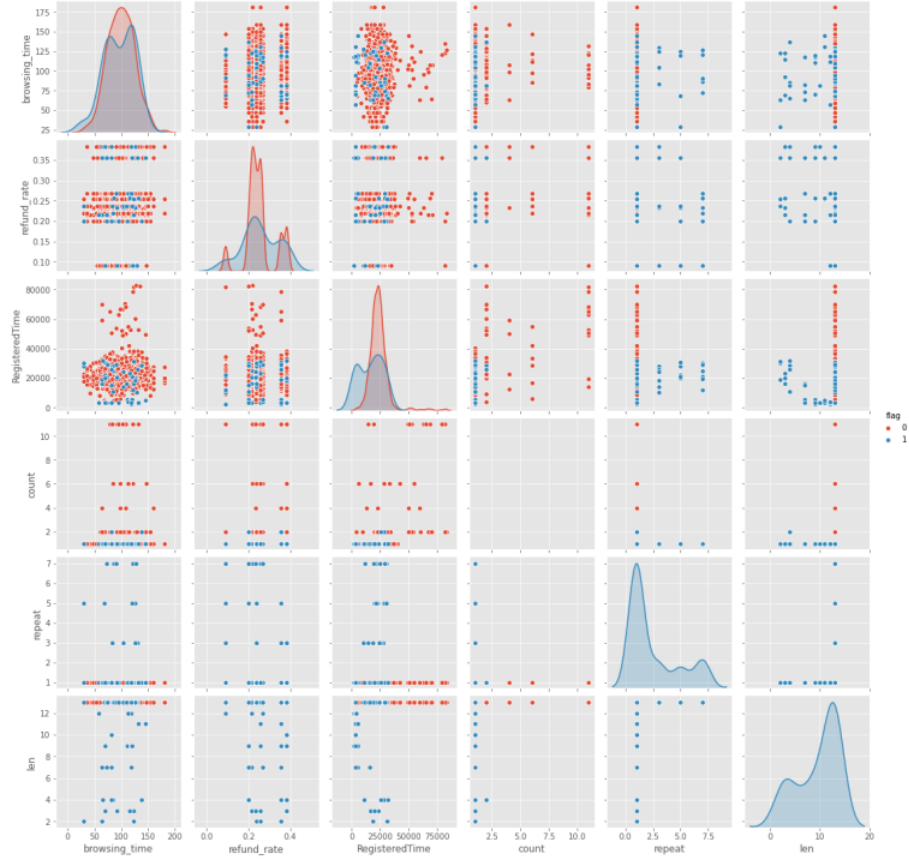 browsing_time
175
150
125
100
75
50
25
refund_rate
0.35
0.30
0.25
0.20
0.15
0.10
RegisteredTime
80000
60000
40000
20000
0
flag
0
1
count
10
8
6
4
2
repeat
7
6
5
4
3
2
1
len
12
10
8
6
4
2
0 50 100 150 200
0.0 0.2 0.4
0 25000 50000 75000
2.5 5.0 7.5 10.0
0.0 2.5 5.0 7.5
0 10 20
browsing_time refund_rate RegisteredTime count repeat len